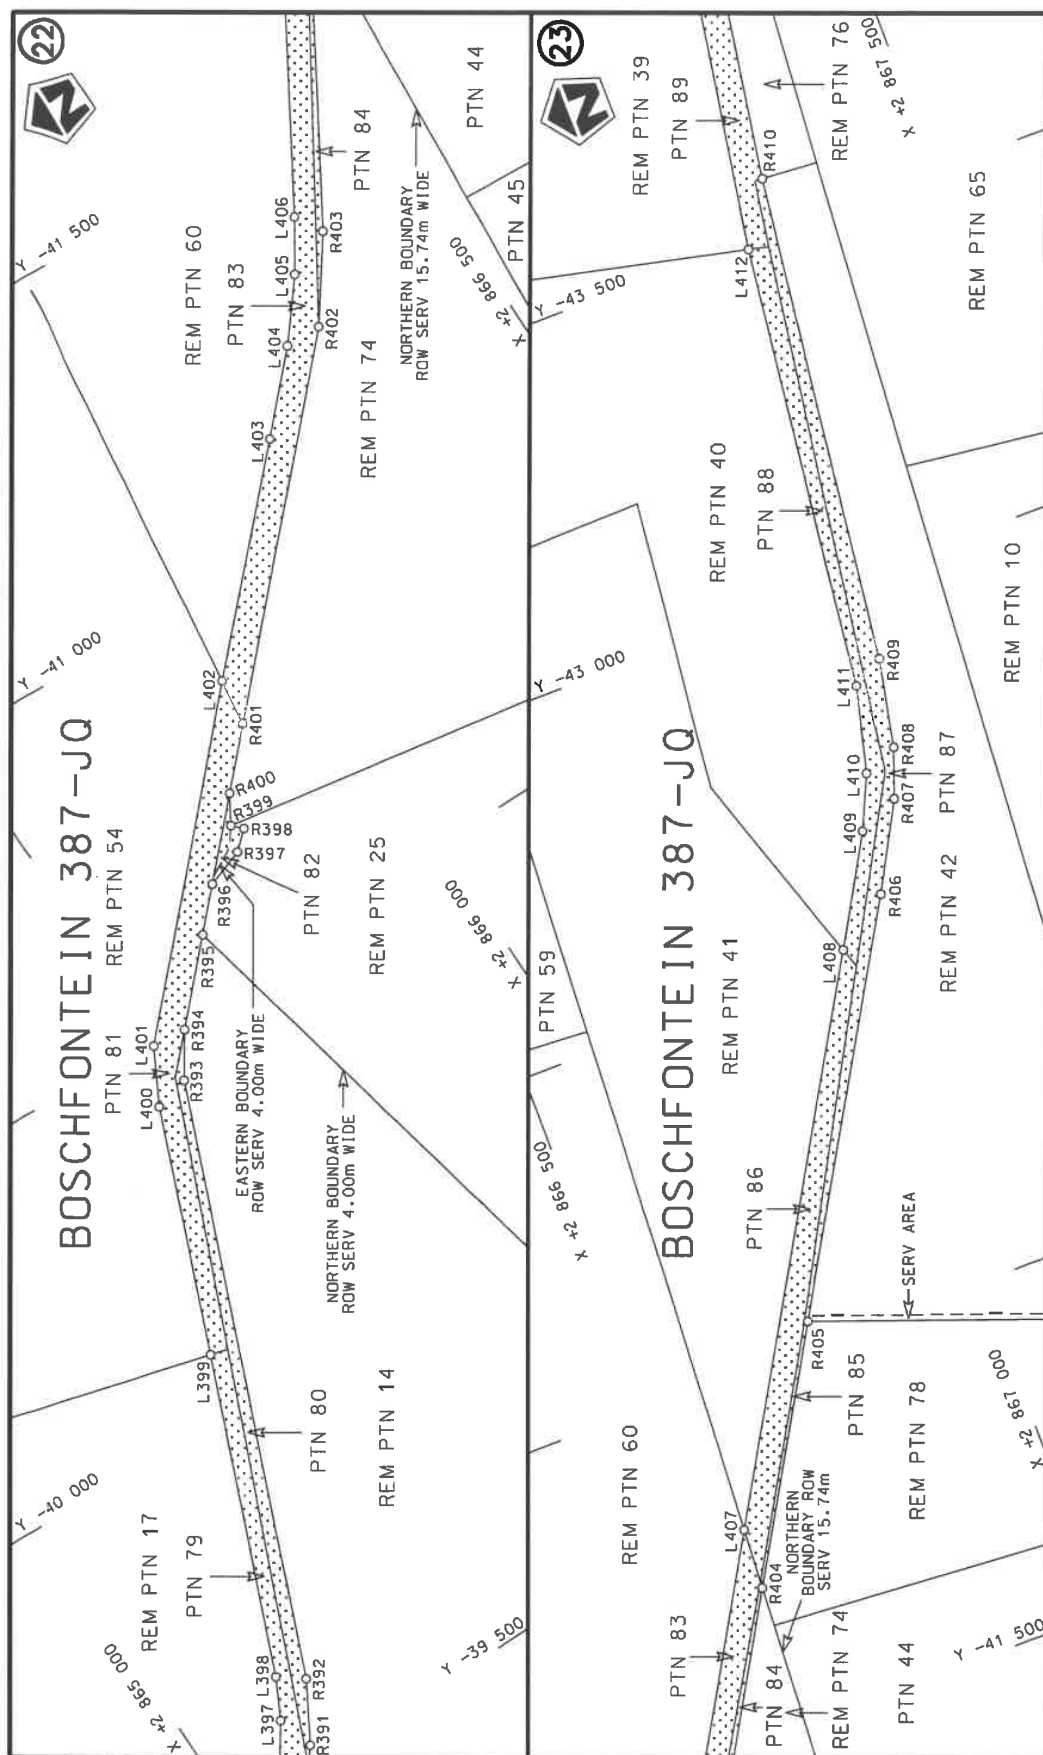 22
N
BOSCHFONTEIN 387-JQ
Y -41 500
Y -41 000
Y -40 000
Y -39 500
X +2 865 000
X +2 866 000
X +2 866 500
REM PTN 17
PTN 79
REM PTN 54
PTN 81
REM PTN 60
PTN 83
PTN 84
PTN 44
PTN 45
REM PTN 74
NORTHERN BOUNDARY
ROW SERV 15.74m WIDE
PTN 82
REM PTN 25
EASTERN BOUNDARY
ROW SERV 4.00m WIDE
NORTHERN BOUNDARY
ROW SERV 4.00m WIDE
PTN 80
REM PTN 14
L397
L398
L399
L400
L401
L402
L403
L404
L405
L406
R391
R392
R393
R394
R395
R396
R397
R398
R399
R400
R401
R402
R403
23
N
BOSCHFONTEIN 387-JQ
Y -43 500
Y -43 000
Y -41 500
X +2 866 500
X +2 867 000
X +2 867 500
PTN 59
REM PTN 60
PTN 83
PTN 84
REM PTN 74
PTN 44
NORTHERN
BOUNDARY ROW
SERV 15.74m
PTN 85
REM PTN 78
SERV AREA
PTN 86
REM PTN 41
REM PTN 42
PTN 87
REM PTN 40
PTN 88
REM PTN 10
REM PTN 65
REM PTN 39
PTN 89
REM PTN 76
L407
L408
L409
L410
L411
L412
R404
R405
R406
R407
R408
R409
R410